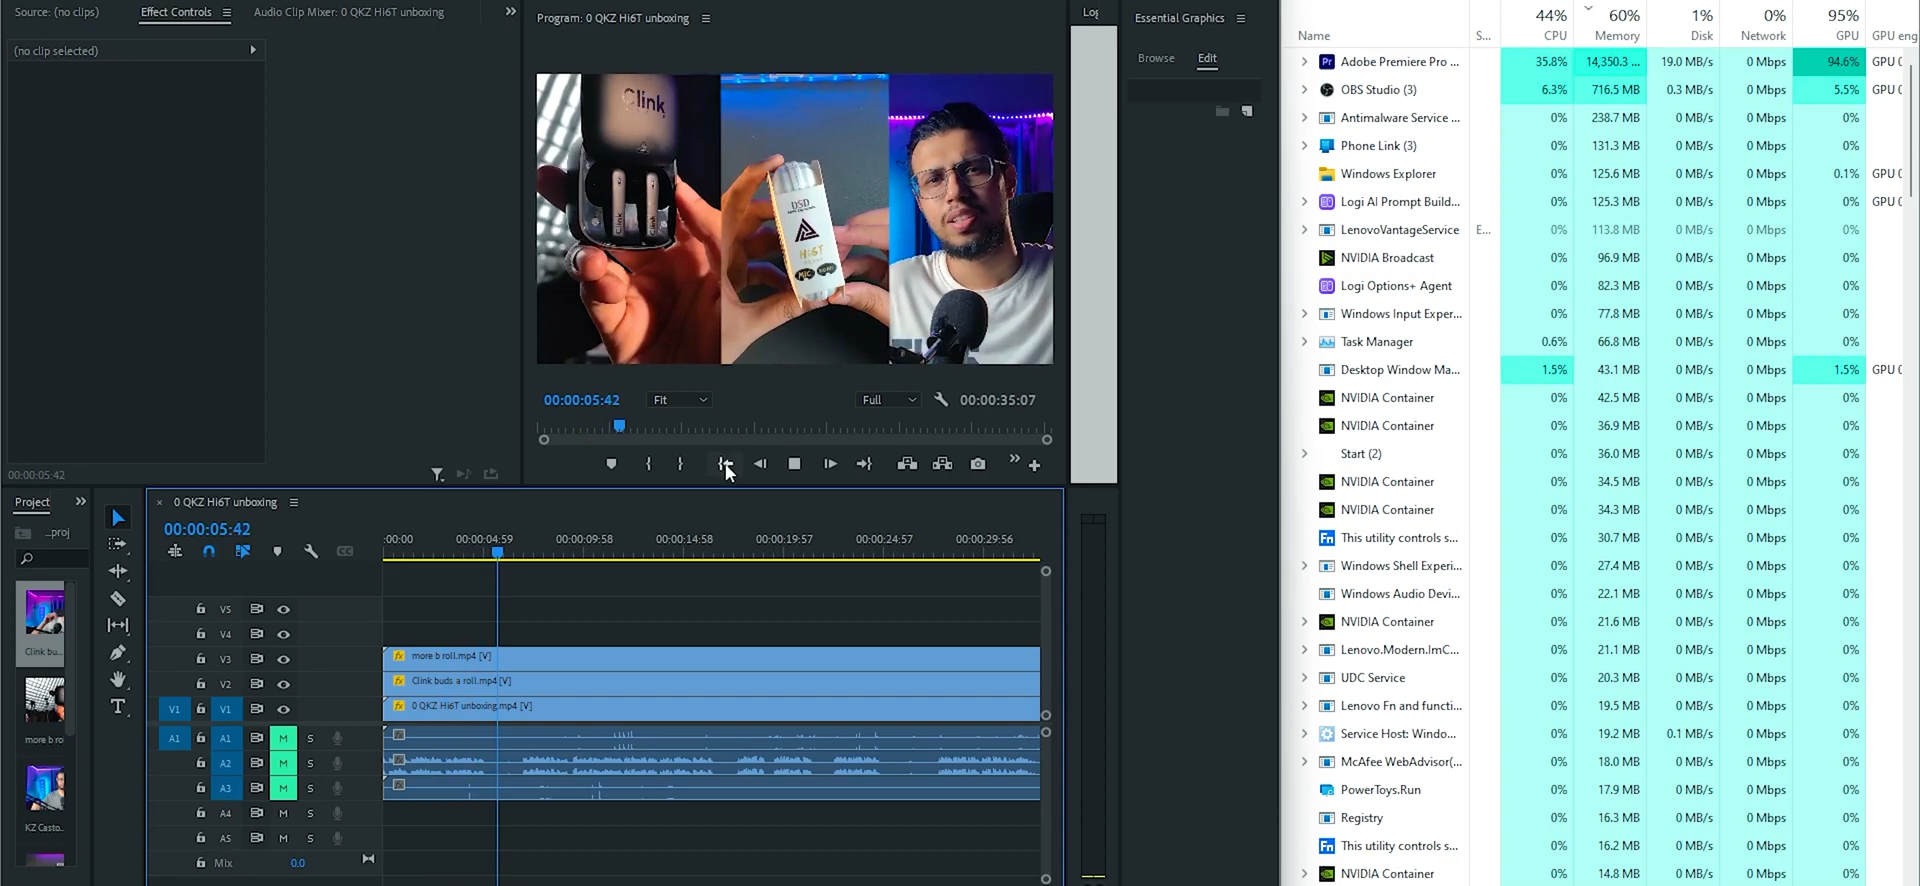 Source: (no clips)
Effect Controls
Audio Clip Mixer: 0 QKZ Hi6T unboxing
(no clip selected)
00:00:05:42
Program: 0 QKZ Hi6T unboxing
Clink
Clink
Clink
DSD
Hi6T
MIC
00:00:05:42
Fit
Full
00:00:35:07
Essential Graphics
Browse
Edit
Project
..proj
Clink bu..
more b ro
KZ Casto..
0 QKZ Hi6T unboxing
00:00:05:42
:00:00 00:00:04:59 00:00:09:58 00:00:14:58 00:00:19:57 00:00:24:57 00:00:29:56
V5
V4
V3 more b roll.mp4 [V]
V2 Clink buds a roll.mp4 [V]
V1 V1 0 QKZ Hi6T unboxing.mp4 [V]
A1 A1 M S
A2 M S
A3 M S
A4 M S
A5 M S
Mix 0.0
44% 60% 1% 0% 95%
Name S... CPU Memory Disk Network GPU GPU eng
Adobe Premiere Pro ... 35.8% 14,350.3 ... 19.0 MB/s 0 Mbps 94.6% GPU
OBS Studio (3) 6.3% 716.5 MB 0.3 MB/s 0 Mbps 5.5% GPU
Antimalware Service ... 0% 238.7 MB 0 MB/s 0 Mbps 0%
Phone Link (3) 0% 131.3 MB 0 MB/s 0 Mbps 0%
Windows Explorer 0% 125.6 MB 0 MB/s 0 Mbps 0.1% GPU
Logi AI Prompt Build... 0% 125.3 MB 0 MB/s 0 Mbps 0% GPU
LenovoVantageService E... 0% 113.8 MB 0 MB/s 0 Mbps 0%
NVIDIA Broadcast 0% 96.9 MB 0 MB/s 0 Mbps 0%
Logi Options+ Agent 0% 82.3 MB 0 MB/s 0 Mbps 0%
Windows Input Exper... 0% 77.8 MB 0 MB/s 0 Mbps 0%
Task Manager 0.6% 66.8 MB 0 MB/s 0 Mbps 0%
Desktop Window Ma... 1.5% 43.1 MB 0 MB/s 0 Mbps 1.5% GPU
NVIDIA Container 0% 42.5 MB 0 MB/s 0 Mbps 0%
NVIDIA Container 0% 36.9 MB 0 MB/s 0 Mbps 0%
Start (2) 0% 36.0 MB 0 MB/s 0 Mbps 0%
NVIDIA Container 0% 34.5 MB 0 MB/s 0 Mbps 0%
NVIDIA Container 0% 34.3 MB 0 MB/s 0 Mbps 0%
This utility controls s... 0% 30.7 MB 0 MB/s 0 Mbps 0%
Windows Shell Experi... 0% 27.4 MB 0 MB/s 0 Mbps 0%
Windows Audio Devi... 0% 22.1 MB 0 MB/s 0 Mbps 0%
NVIDIA Container 0% 21.6 MB 0 MB/s 0 Mbps 0%
Lenovo.Modern.ImC... 0% 21.1 MB 0 MB/s 0 Mbps 0%
UDC Service 0% 20.3 MB 0 MB/s 0 Mbps 0%
Lenovo Fn and functi... 0% 19.5 MB 0 MB/s 0 Mbps 0%
Service Host: Windo... 0% 19.2 MB 0.1 MB/s 0 Mbps 0%
McAfee WebAdvisor(... 0% 18.0 MB 0 MB/s 0 Mbps 0%
PowerToys.Run 0% 17.9 MB 0 MB/s 0 Mbps 0%
Registry 0% 16.3 MB 0 MB/s 0 Mbps 0%
This utility controls s... 0% 16.2 MB 0 MB/s 0 Mbps 0%
NVIDIA Container 0% 14.8 MB 0 MB/s 0 Mbps 0%